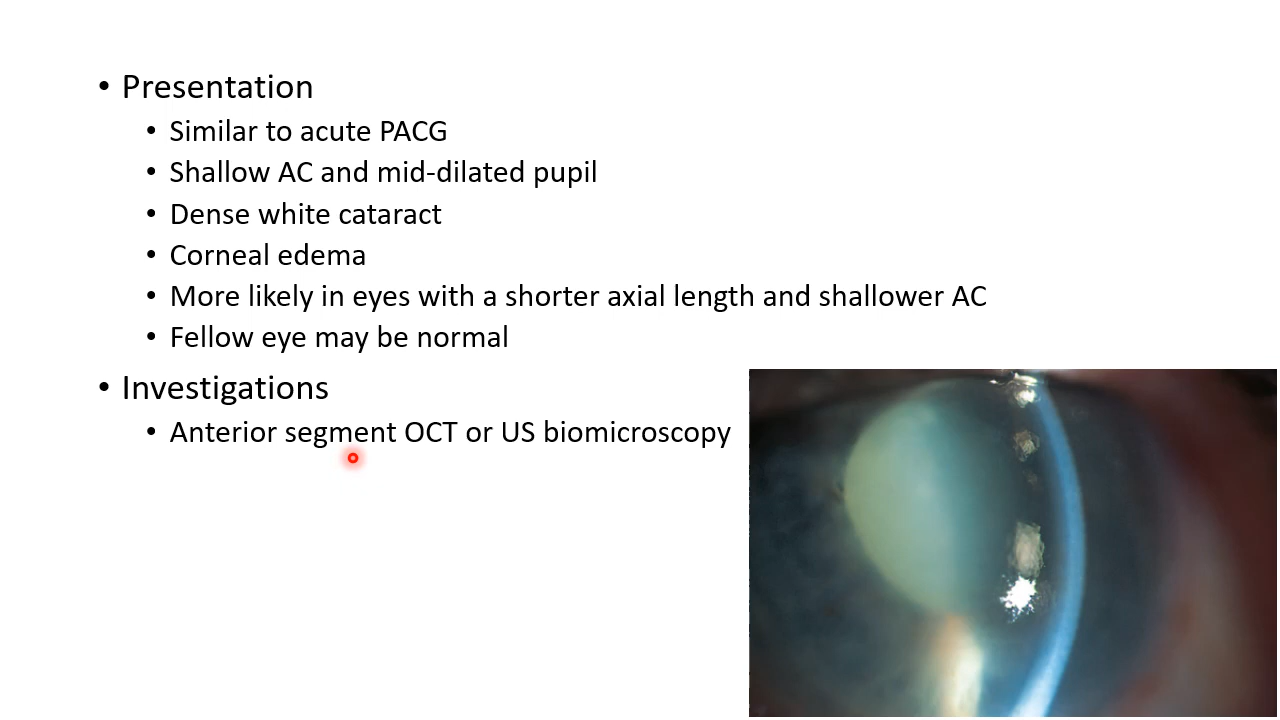 • Presentation
• Similar to acute PACG
• Shallow AC and mid-dilated pupil
• Dense white cataract
• Corneal edema
• More likely in eyes with a shorter axial length and shallower AC
• Fellow eye may be normal
• Investigations
• Anterior segment OCT or US biomicroscopy